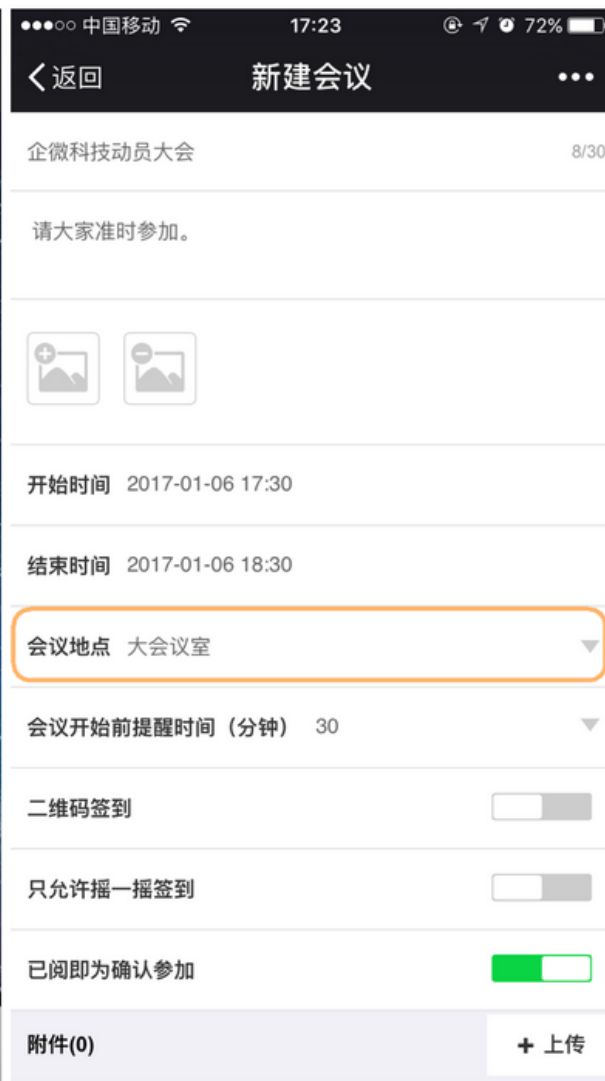 中国移动 17:23 72%
返回 新建会议
企微科技动员大会 8/30
请大家准时参加。
开始时间 2017-01-06 17:30
结束时间 2017-01-06 18:30
会议地点 大会议室
会议开始前提醒时间（分钟） 30
二维码签到
只允许摇一摇签到
已阅即为确认参加
附件(0) + 上传